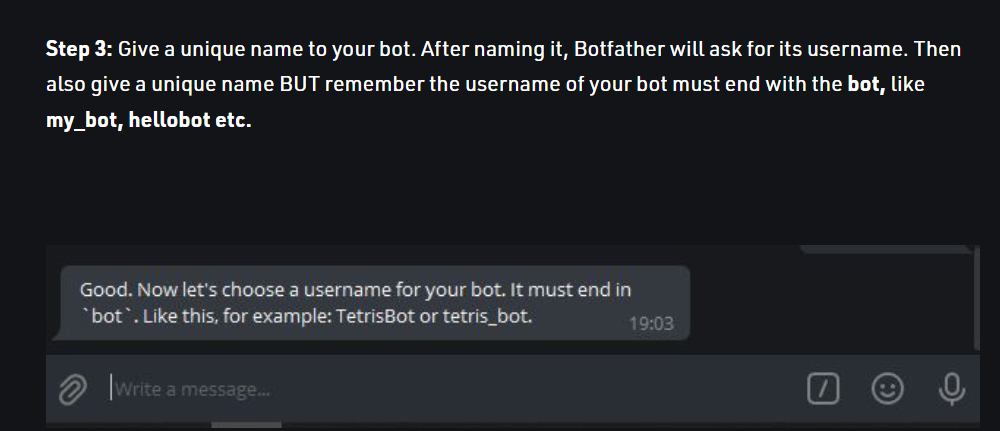 Step 3: Give a unique name to your bot. After naming it, Botfather will ask for its username. Then
also give a unique name BUT remember the username of your bot must end with the bot, like
my_bot, hellobot etc.
Good. Now let's choose a username for your bot. It must end in
`bot`. Like this, for example: TetrisBot or tetris_bot.
19:03
Write a message...